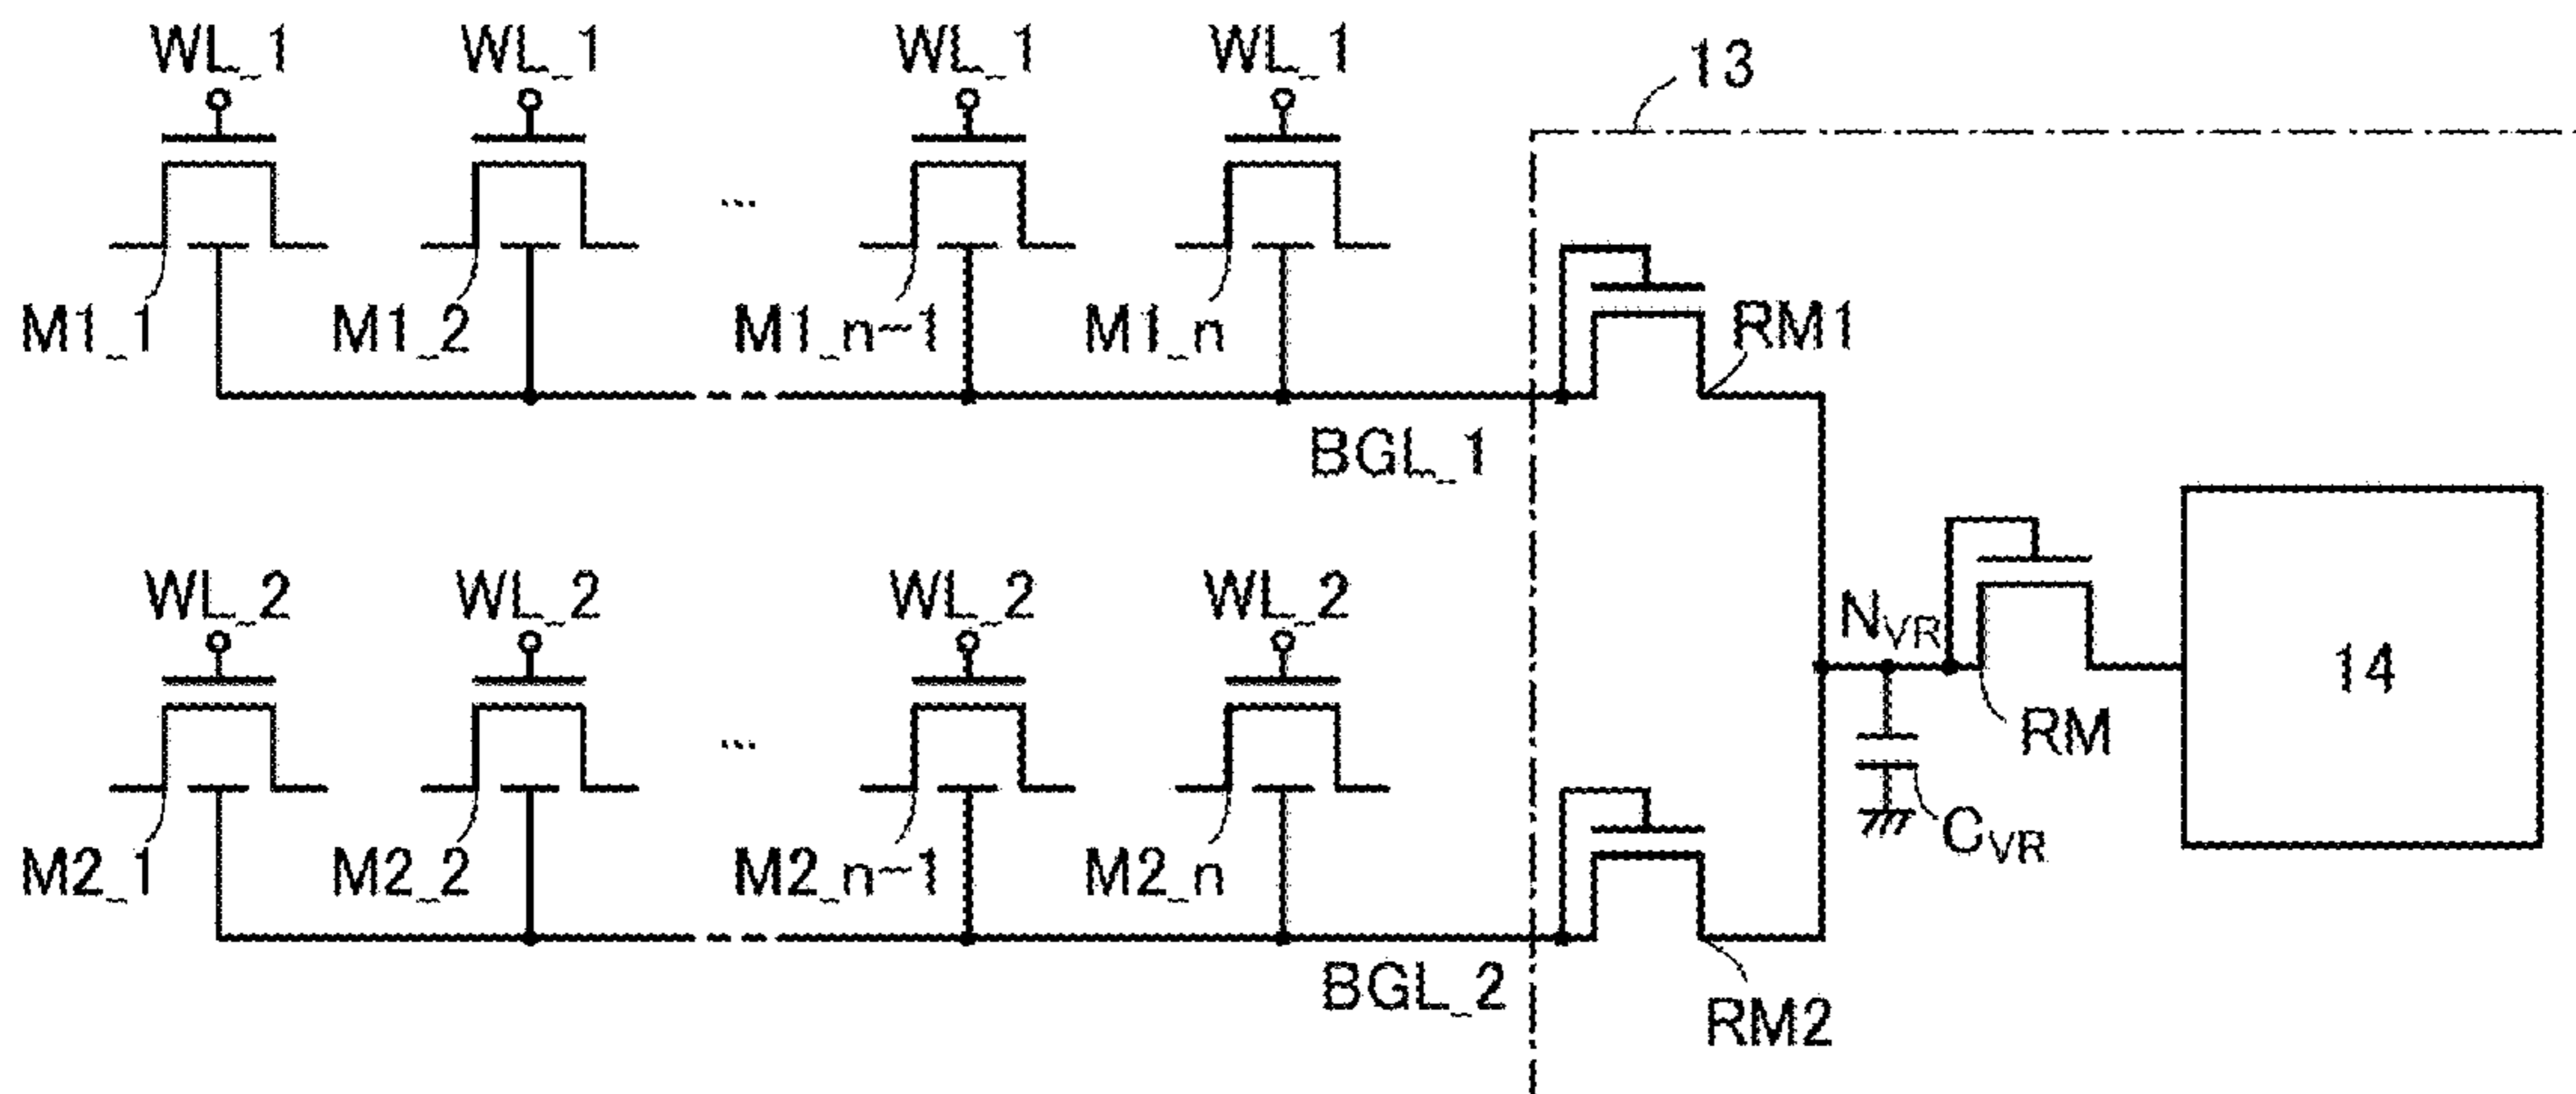 WL_1 WL_1 WL_1 WL_1
13
M1_1 M1_2 ... M1_n-1 M1_n
RM1
BGL_1
WL_2 WL_2 WL_2 WL_2
NVR
14
RM
M2_1 M2_2 ... M2_n-1 M2_n
CVR
BGL_2
RM2